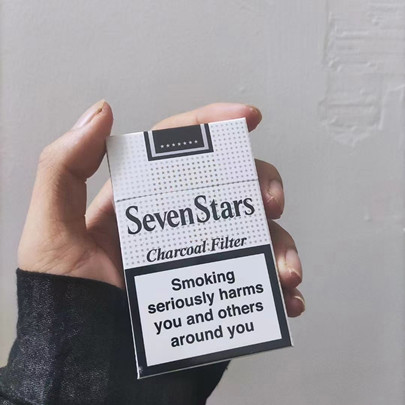 SevenStars
Charcoal Filter
Smoking
seriously harms
you and others
around you